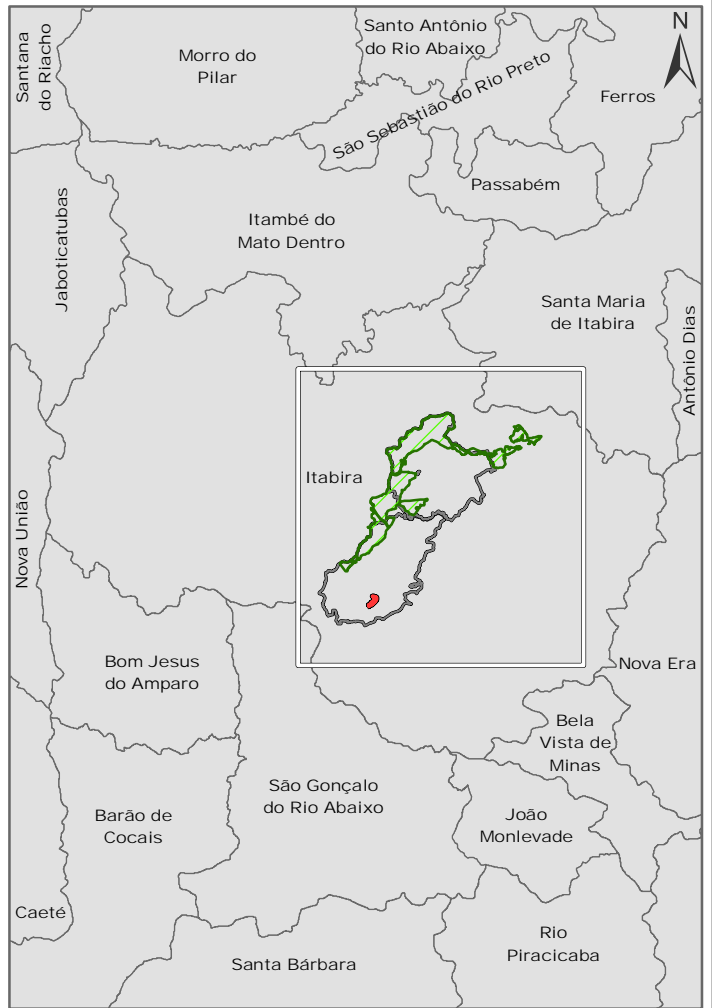 Santana
do Riacho
Morro do
Pilar
Santo Antônio
do Rio Abaixo
N
São Sebastião do Rio Preto
Ferros
Passabém
Jaboticatubas
Itambé do
Mato Dentro
Santa Maria
de Itabira
Antônio Dias
Itabira
Nova União
Bom Jesus
do Amparo
Nova Era
Bela
Vista de
Minas
São Gonçalo
do Rio Abaixo
Barão de
Cocais
João
Monlevade
Caeté
Rio
Piracicaba
Santa Bárbara